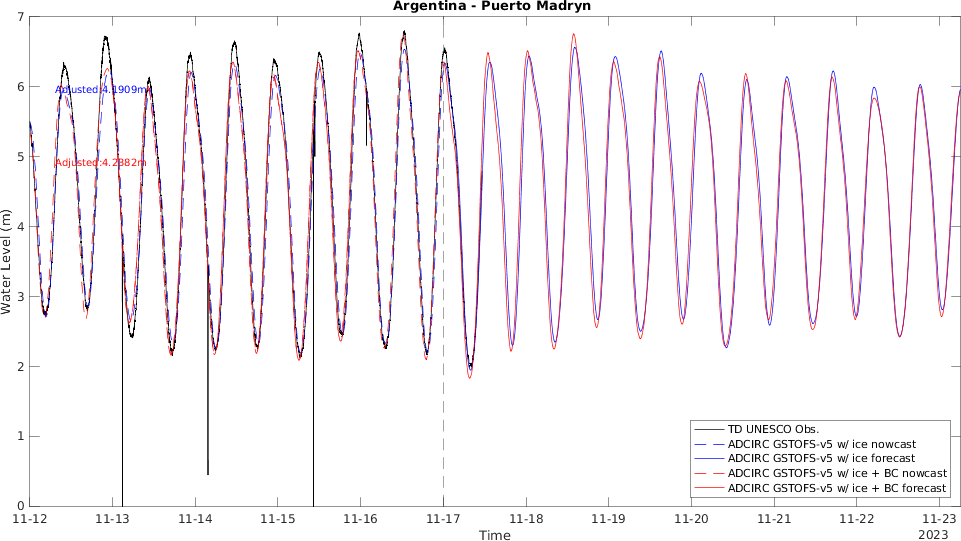 Argentina - Puerto Madryn
7
6
5
4
3
2
1
0
Water Level (m)
Adjusted:4.1909m
Adjusted:4.2382m
TD UNESCO Obs.
ADCIRC GSTOFS-v5 w/ ice nowcast
ADCIRC GSTOFS-v5 w/ ice forecast
ADCIRC GSTOFS-v5 w/ ice + BC nowcast
ADCIRC GSTOFS-v5 w/ ice + BC forecast
11-12 11-13 11-14 11-15 11-16 11-17 11-18 11-19 11-20 11-21 11-22 11-23
Time
2023